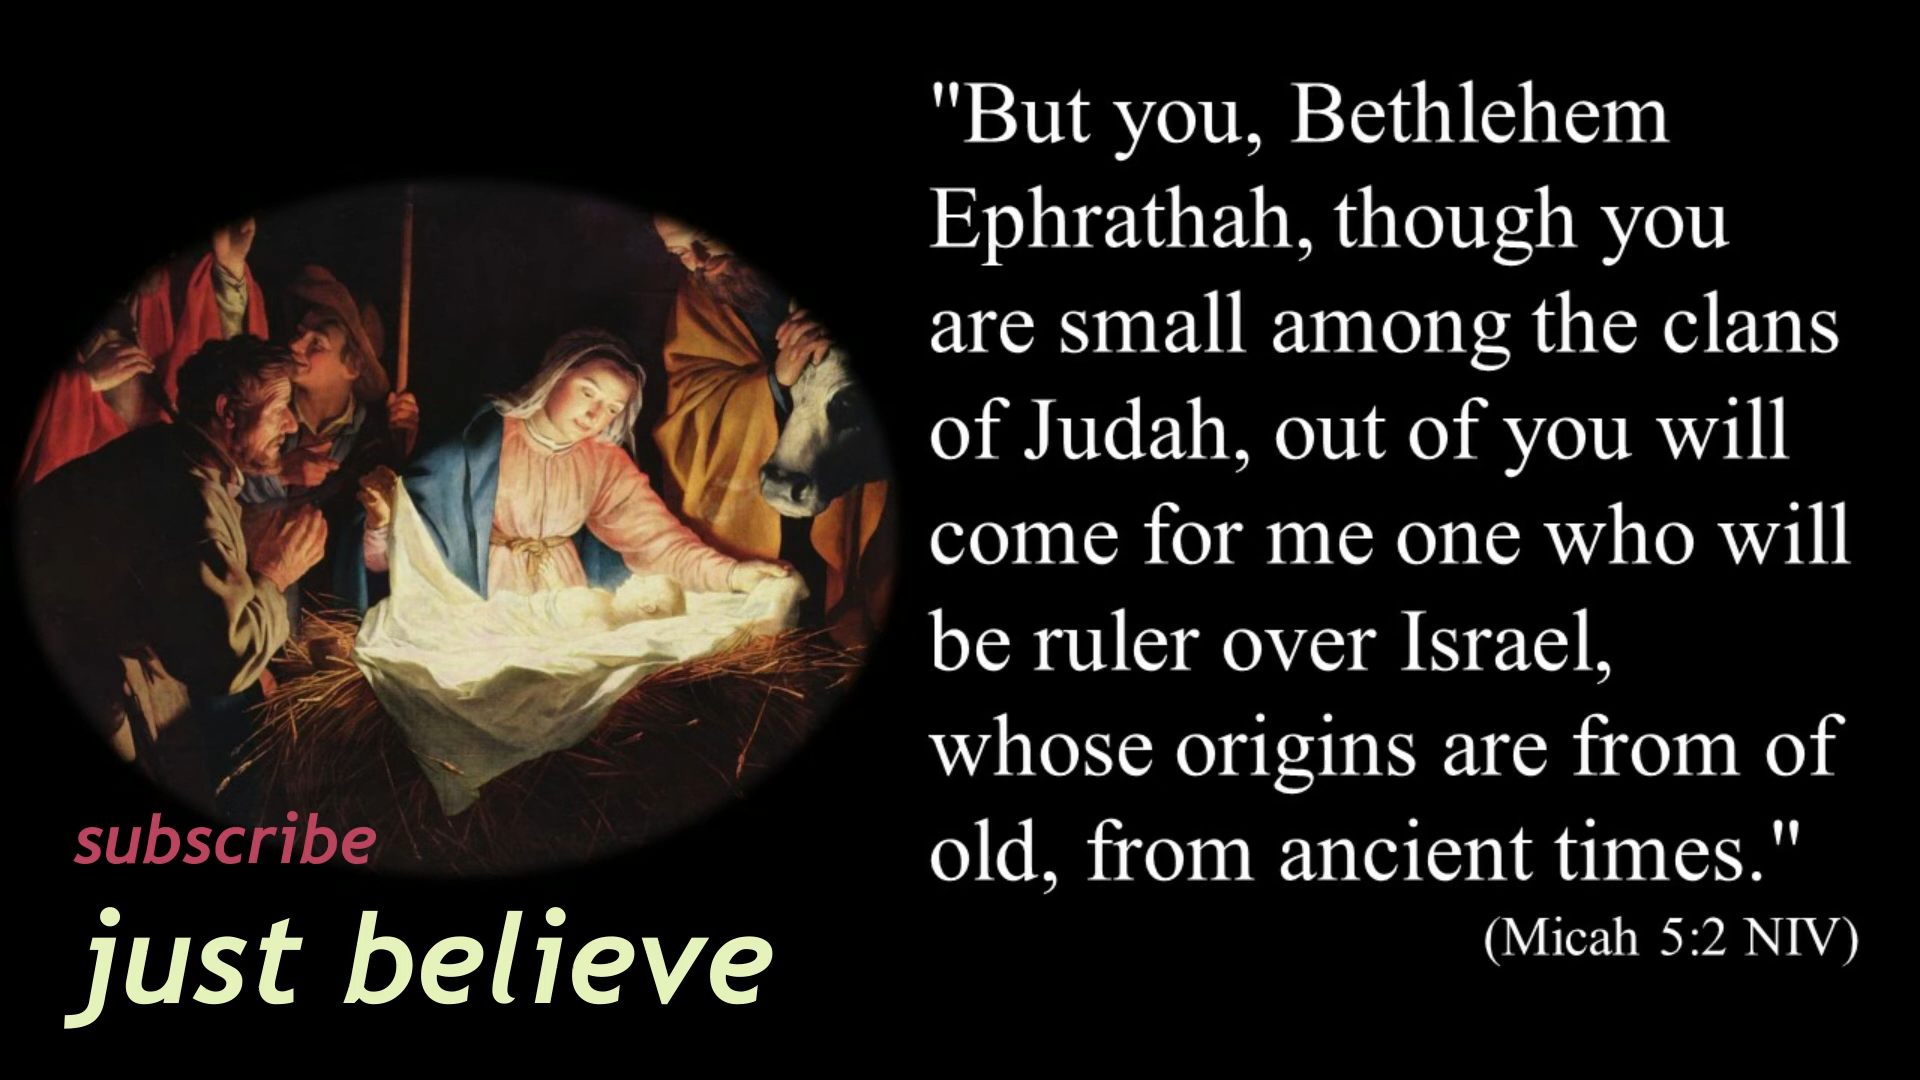 "But you, Bethlehem
Ephrathah, though you
are small among the clans
of Judah, out of you will
come for me one who will
be ruler over Israel,
whose origins are from of
old, from ancient times."
(Micah 5:2 NIV)
subscribe
just believe